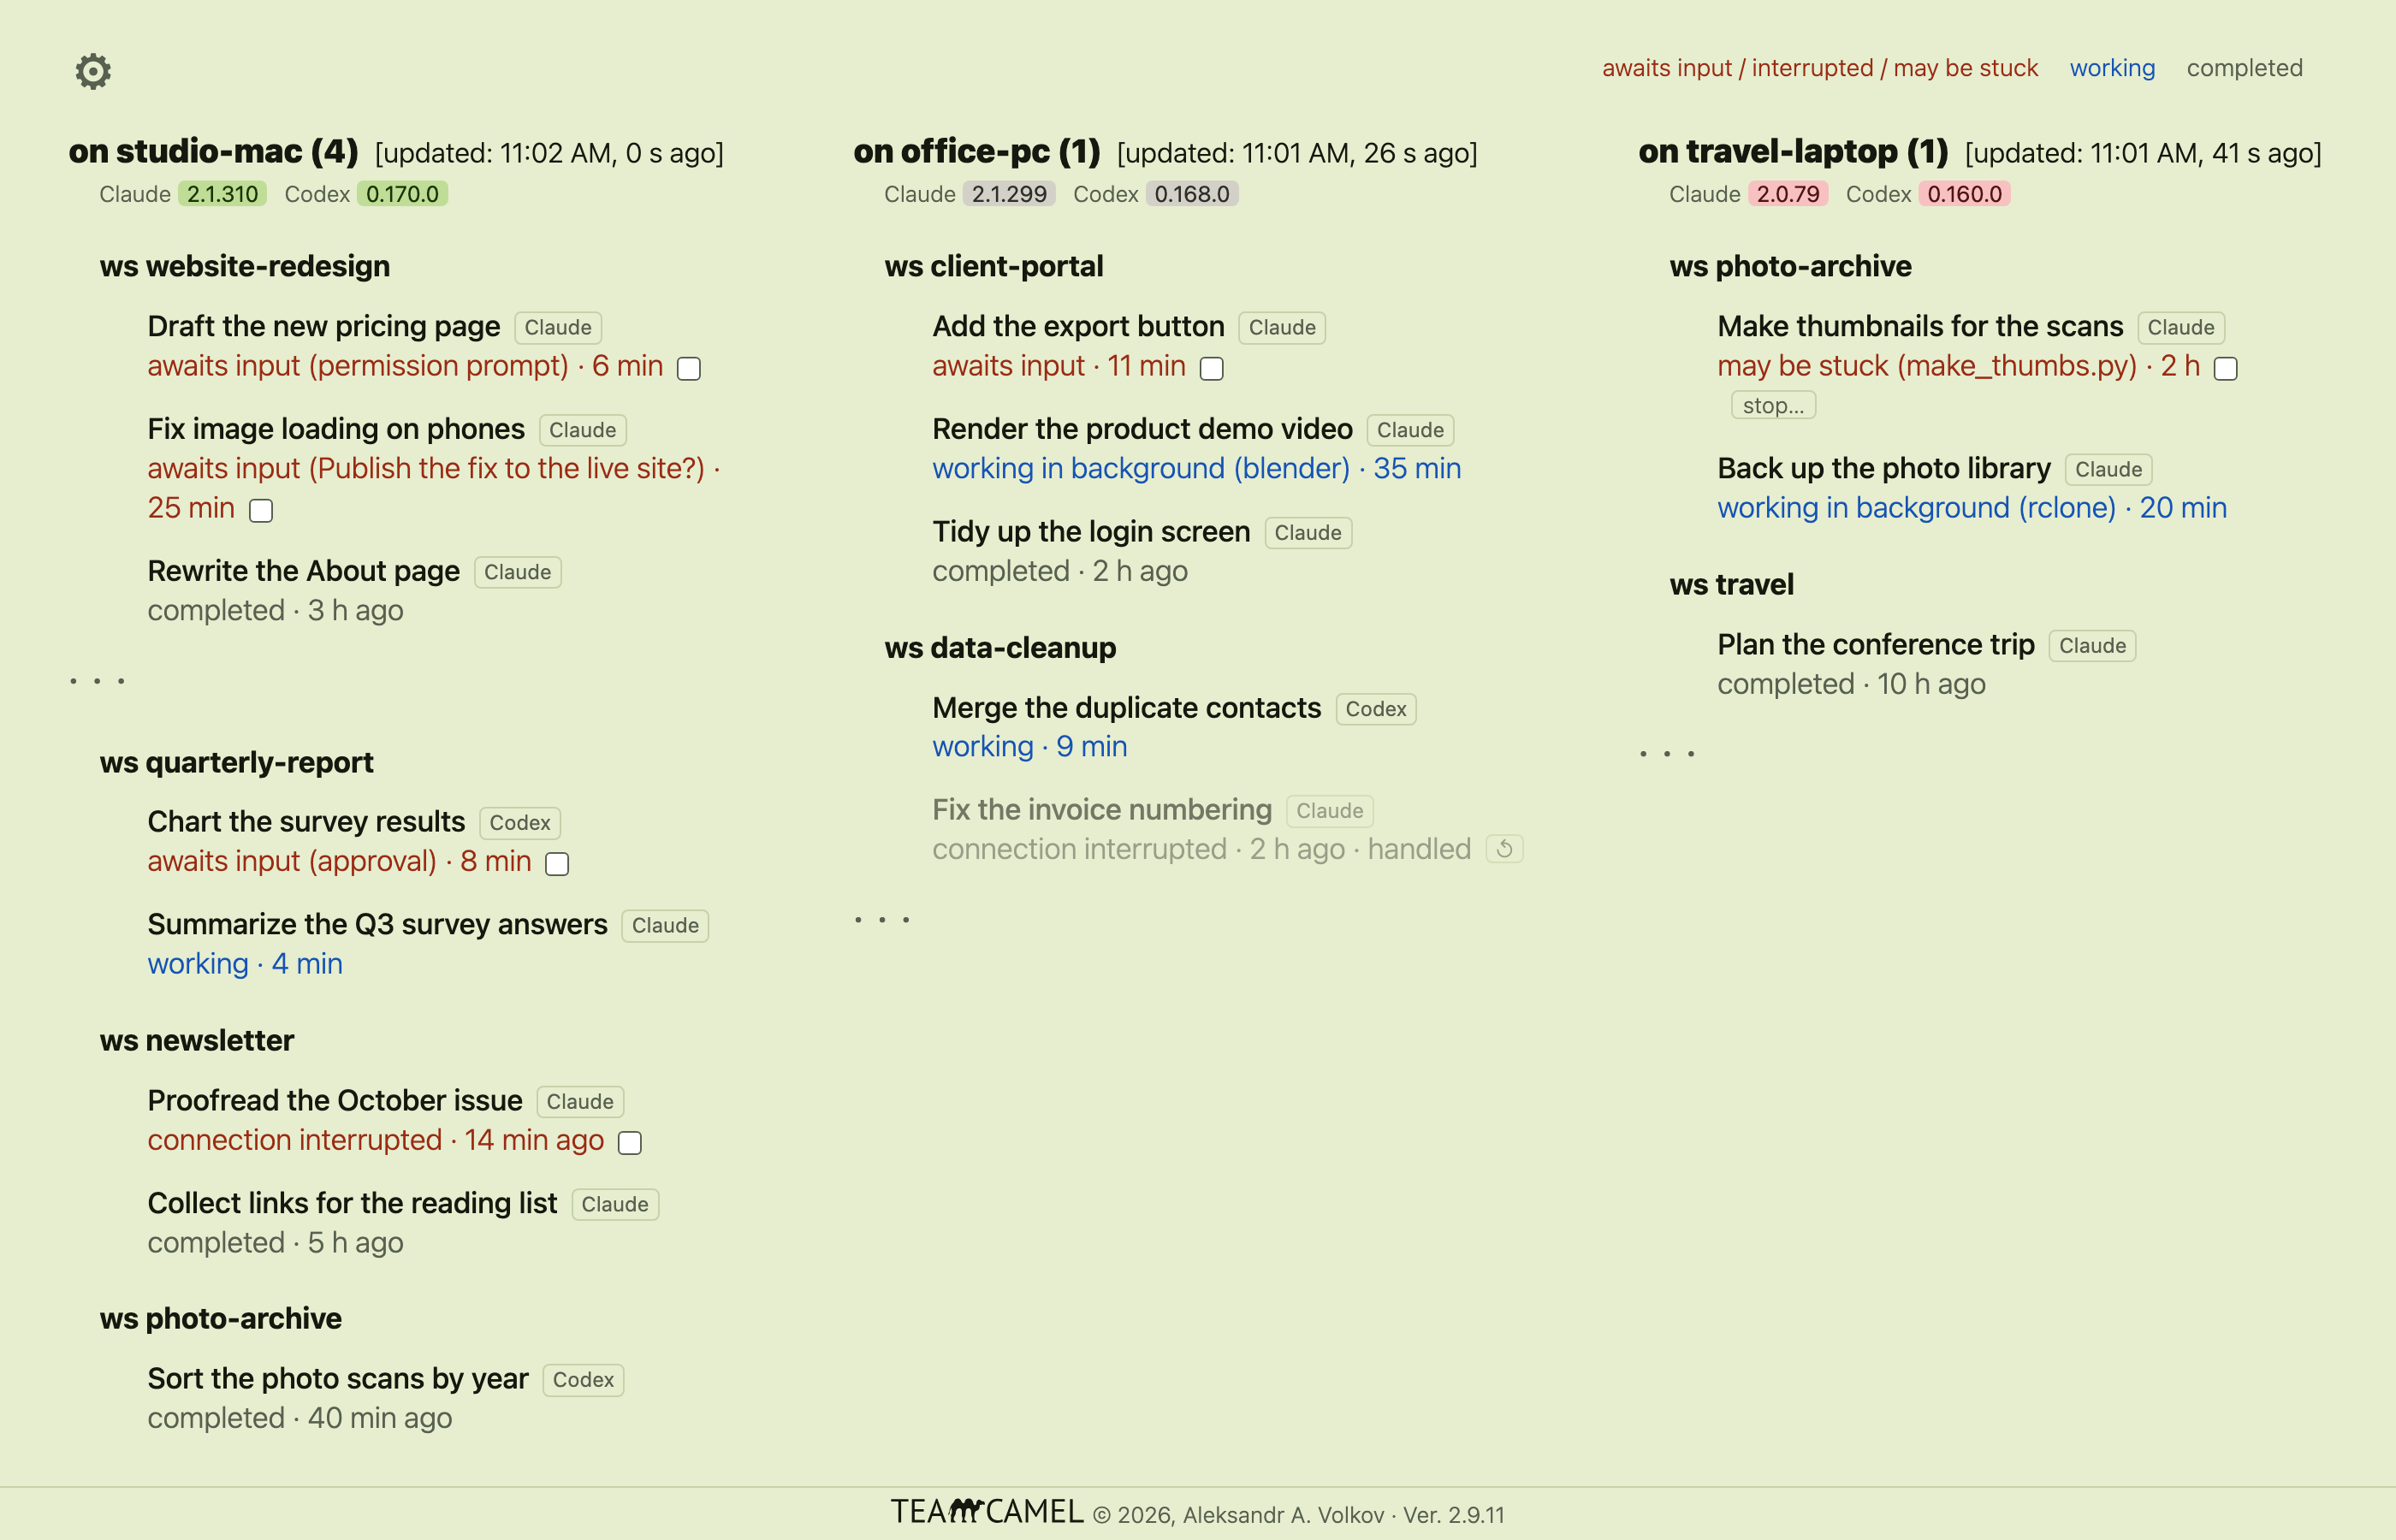 awaits input / interrupted / may be stuck working completed
on studio-mac (4) [updated: 11:02 AM, 0 s ago]
Claude 2.1.310 Codex 0.170.0
ws website-redesign
Draft the new pricing page Claude
awaits input (permission prompt) · 6 min
Fix image loading on phones Claude
awaits input (Publish the fix to the live site?) ·
25 min
Rewrite the About page Claude
completed · 3 h ago
. . .
ws quarterly-report
Chart the survey results Codex
awaits input (approval) · 8 min
Summarize the Q3 survey answers Claude
working · 4 min
ws newsletter
Proofread the October issue Claude
connection interrupted · 14 min ago
Collect links for the reading list Claude
completed · 5 h ago
ws photo-archive
Sort the photo scans by year Codex
completed · 40 min ago
on office-pc (1) [updated: 11:01 AM, 26 s ago]
Claude 2.1.299 Codex 0.168.0
ws client-portal
Add the export button Claude
awaits input · 11 min
Render the product demo video Claude
working in background (blender) · 35 min
Tidy up the login screen Claude
completed · 2 h ago
ws data-cleanup
Merge the duplicate contacts Codex
working · 9 min
Fix the invoice numbering Claude
connection interrupted · 2 h ago · handled
. . .
on travel-laptop (1) [updated: 11:01 AM, 41 s ago]
Claude 2.0.79 Codex 0.160.0
ws photo-archive
Make thumbnails for the scans Claude
may be stuck (make_thumbs.py) · 2 h
stop...
Back up the photo library Claude
working in background (rclone) · 20 min
ws travel
Plan the conference trip Claude
completed · 10 h ago
. . .
TEAMCAMEL © 2026, Aleksandr A. Volkov · Ver. 2.9.11